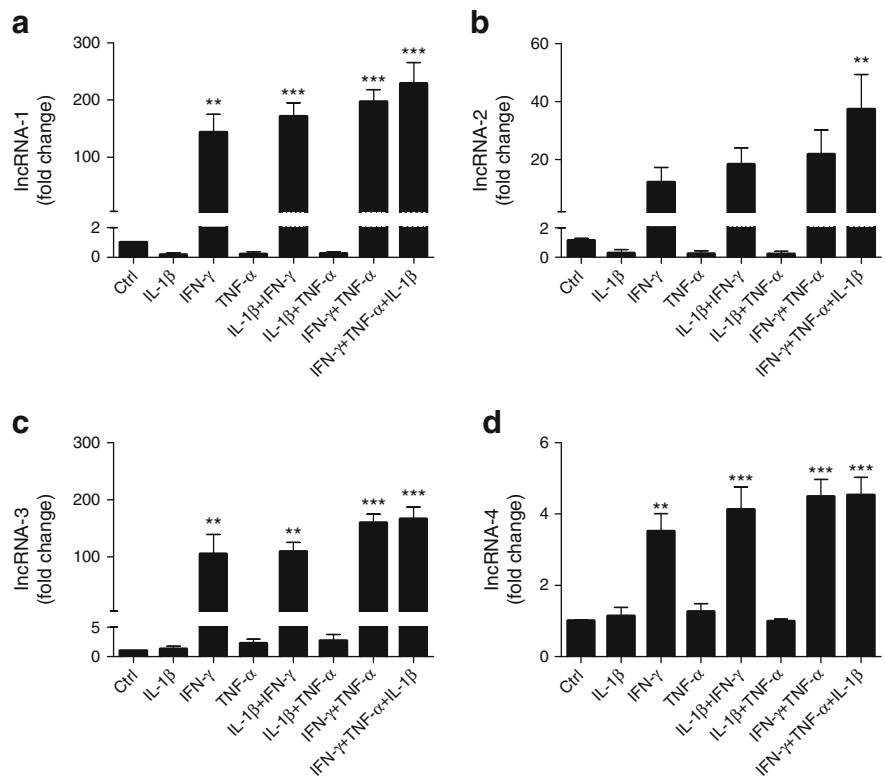 a
lncRNA-1
(fold change)
300
200
100
2
0
**
***
***
***
Ctrl
IL-1β
IFN-γ
TNF-α
IL-1β+IFN-γ
IL-1β+TNF-α
IFN-γ+TNF-α
IFN-γ+TNF-α+IL-1β
b
lncRNA-2
(fold change)
60
40
20
2
0
**
Ctrl
IL-1β
IFN-γ
TNF-α
IL-1β+IFN-γ
IL-1β+TNF-α
IFN-γ+TNF-α
IFN-γ+TNF-α+IL-1β
c
lncRNA-3
(fold change)
300
200
100
5
0
**
**
***
***
Ctrl
IL-1β
IFN-γ
TNF-α
IL-1β+IFN-γ
IL-1β+TNF-α
IFN-γ+TNF-α
IFN-γ+TNF-α+IL-1β
d
lncRNA-4
(fold change)
6
4
2
0
**
***
***
***
Ctrl
IL-1β
IFN-γ
TNF-α
IL-1β+IFN-γ
IL-1β+TNF-α
IFN-γ+TNF-α
IFN-γ+TNF-α+IL-1β